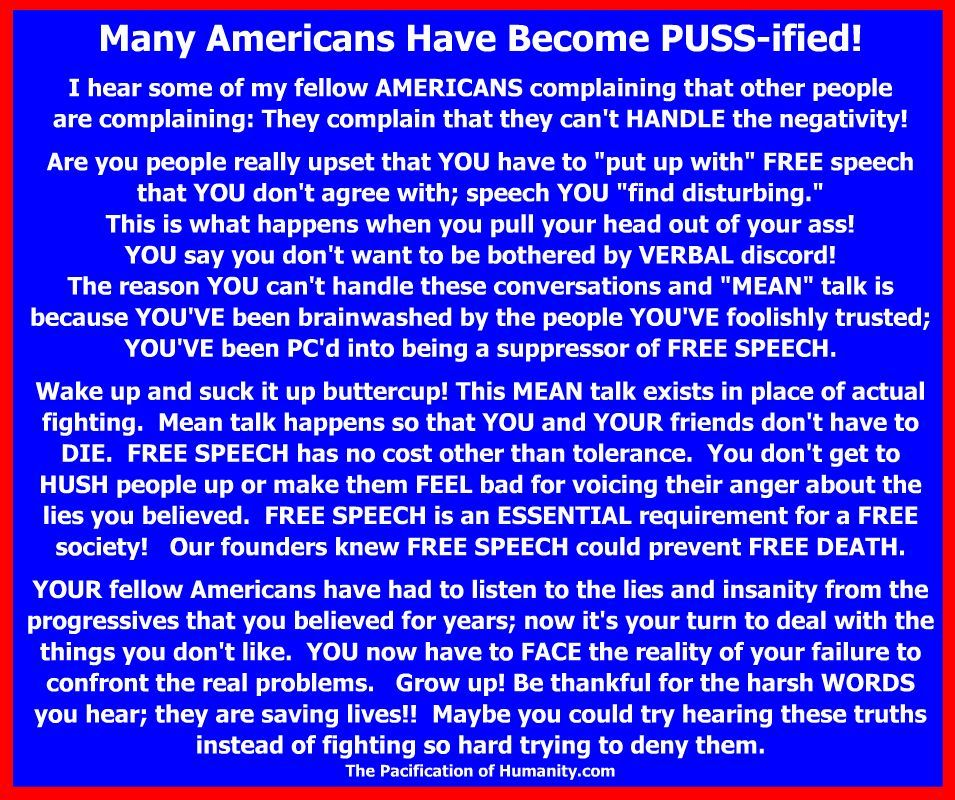 Many Americans Have Become PUSS-ified!
I hear some of my fellow AMERICANS complaining that other people
are complaining: They complain that they can't HANDLE the negativity!
Are you people really upset that YOU have to "put up with" FREE speech
that YOU don't agree with; speech YOU "find disturbing."
This is what happens when you pull your head out of your ass!
YOU say you don't want to be bothered by VERBAL discord!
The reason YOU can't handle these conversations and "MEAN" talk is
because YOU'VE been brainwashed by the people YOU'VE foolishly trusted;
YOU'VE been PC'd into being a suppressor of FREE SPEECH.
Wake up and suck it up buttercup! This MEAN talk exists in place of actual
fighting.  Mean talk happens so that YOU and YOUR friends don't have to
DIE.  FREE SPEECH has no cost other than tolerance.  You don't get to
HUSH people up or make them FEEL bad for voicing their anger about the
lies you believed.  FREE SPEECH is an ESSENTIAL requirement for a FREE
society!   Our founders knew FREE SPEECH could prevent FREE DEATH.
YOUR fellow Americans have had to listen to the lies and insanity from the
progressives that you believed for years; now it's your turn to deal with the
things you don't like.  YOU now have to FACE the reality of your failure to
confront the real problems.   Grow up! Be thankful for the harsh WORDS
you hear; they are saving lives!!  Maybe you could try hearing these truths
instead of fighting so hard trying to deny them.
The Pacification of Humanity.com